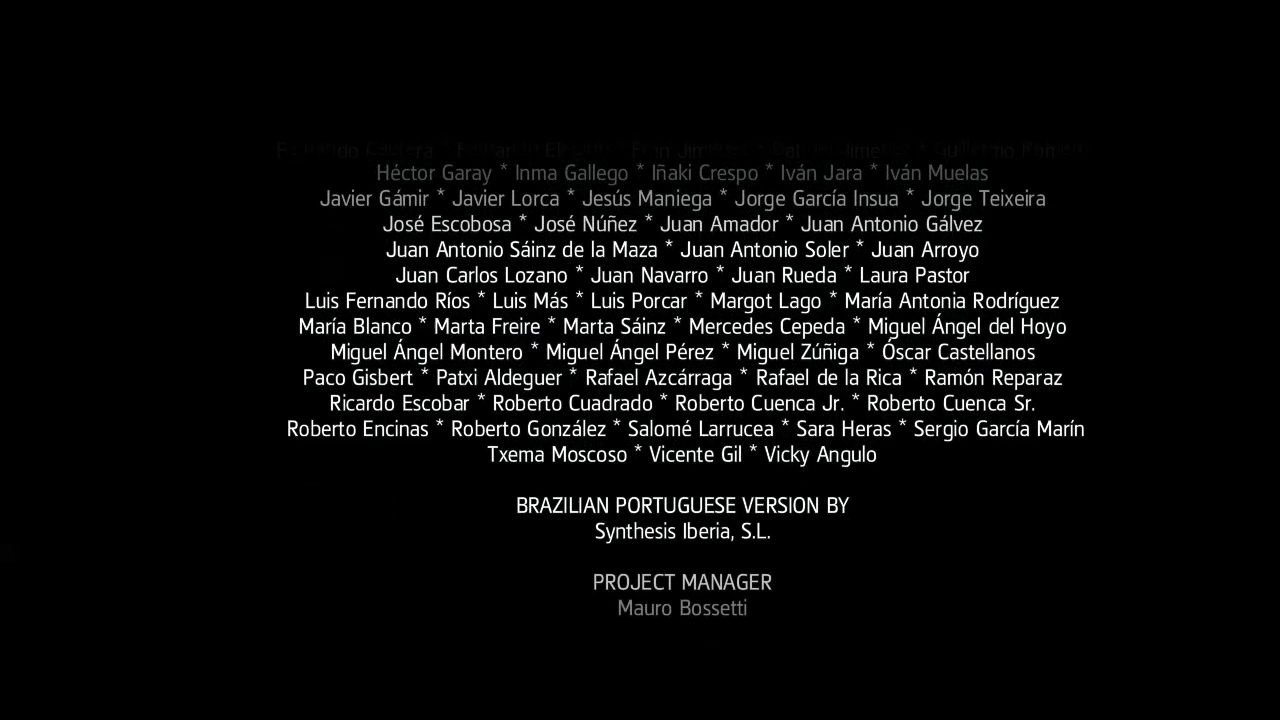 Héctor Garay * Inma Gallego * Iñaki Crespo * Iván Jara * Iván Muelas
Javier Gámir * Javier Lorca * Jesús Maniega * Jorge García Insua * Jorge Teixeira
José Escobosa * José Núñez * Juan Amador * Juan Antonio Gálvez
Juan Antonio Sáinz de la Maza * Juan Antonio Soler * Juan Arroyo
Juan Carlos Lozano * Juan Navarro * Juan Rueda * Laura Pastor
Luis Fernando Ríos * Luis Más * Luis Porcar * Margot Lago * María Antonia Rodríguez
María Blanco * Marta Freire * Marta Sáinz * Mercedes Cepeda * Miguel Ángel del Hoyo
Miguel Ángel Montero * Miguel Ángel Pérez * Miguel Zúñiga * Óscar Castellanos
Paco Gisbert * Patxi Aldeguer * Rafael Azcárraga * Rafael de la Rica * Ramón Reparaz
Ricardo Escobar * Roberto Cuadrado * Roberto Cuenca Jr. * Roberto Cuenca Sr.
Roberto Encinas * Roberto González * Salomé Larrucea * Sara Heras * Sergio García Marín
Txema Moscoso * Vicente Gil * Vicky Angulo
BRAZILIAN PORTUGUESE VERSION BY
Synthesis Iberia, S.L.
PROJECT MANAGER
Mauro Bossetti